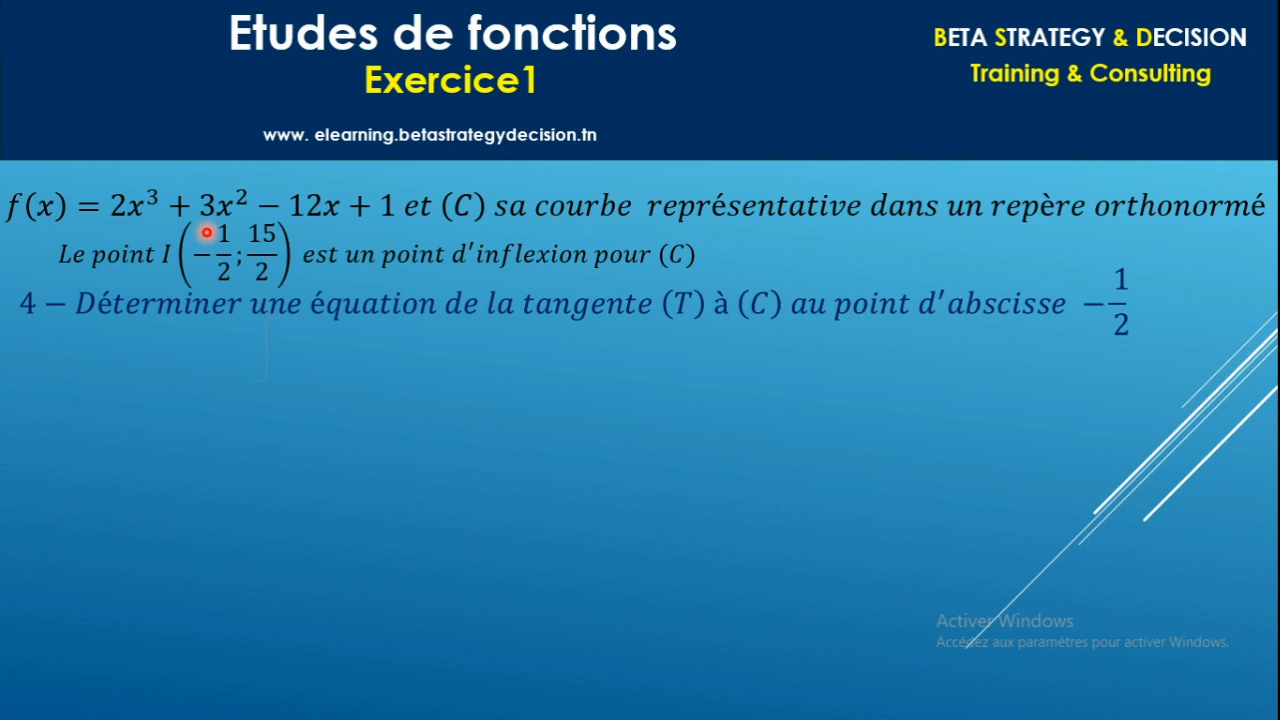 Etudes de fonctions
Exercice1
www. elearning.betastrategydecision.tn
BETA STRATEGY & DECISION
Training & Consulting
f(x) = 2x³ + 3x² − 12x + 1 et (C) sa courbe représentative dans un repère orthonormé
Le point I (−1/2 ; 15/2) est un point d'inflexion pour (C)
4 − Déterminer une équation de la tangente (T) à (C) au point d'abscisse −1/2
Activer Windows
Accédez aux paramètres pour activer Windows.